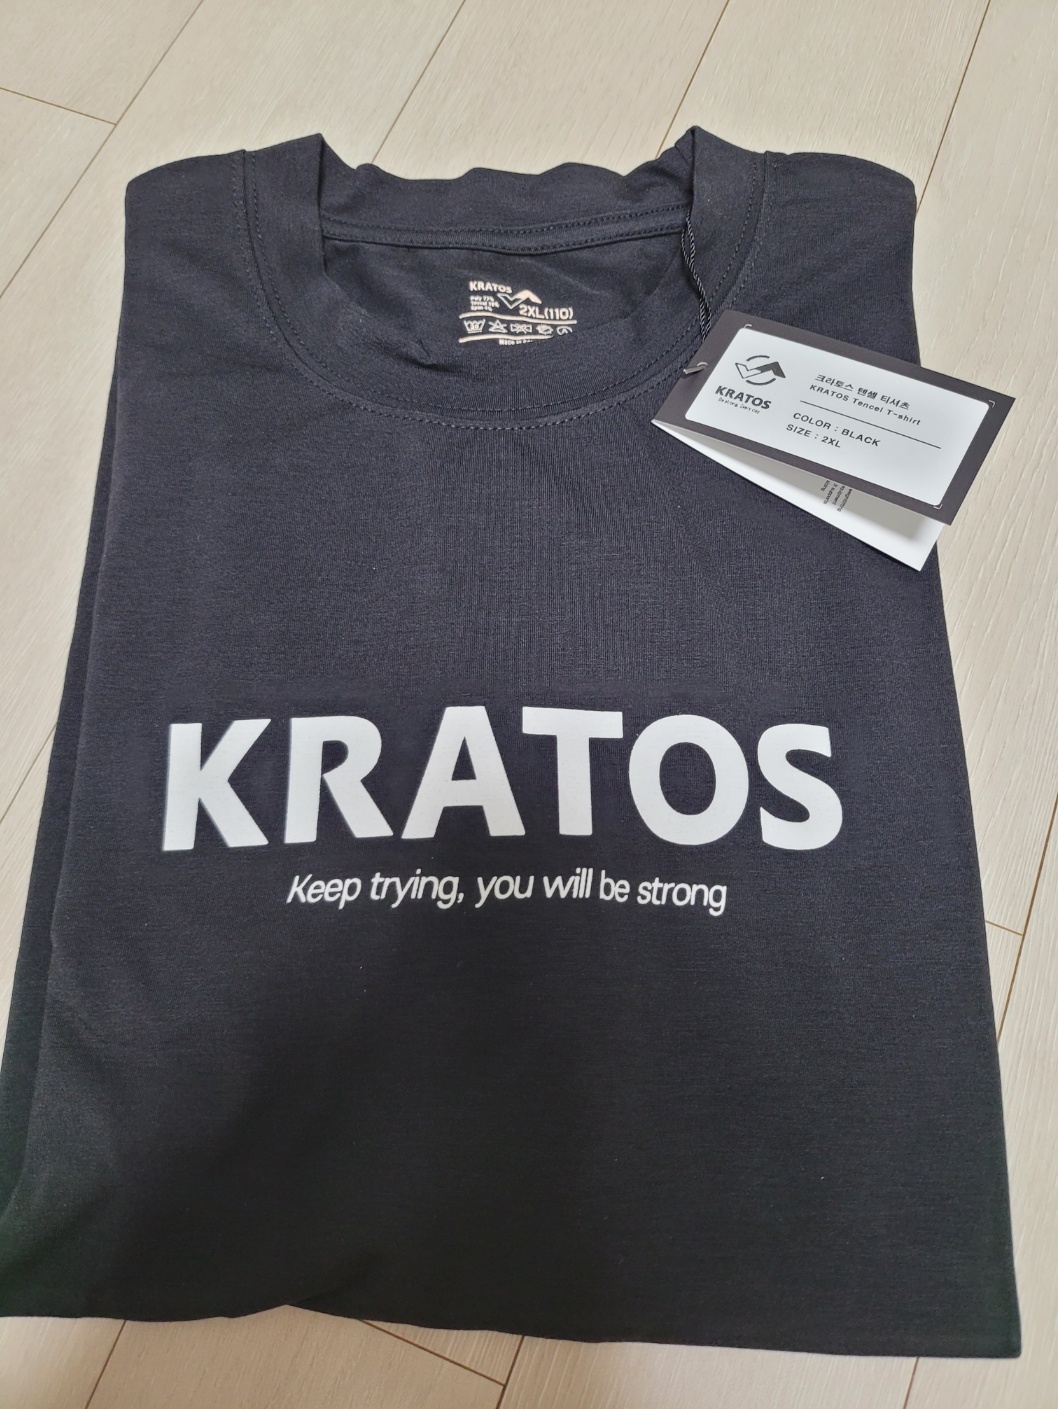 KRATOS
2XL(110)
KRATOS
크라토스 텐셀 티셔츠
KRATOS Tencel T-shirt
COLOR : BLACK
SIZE : 2XL
KRATOS
Keep trying, you will be strong